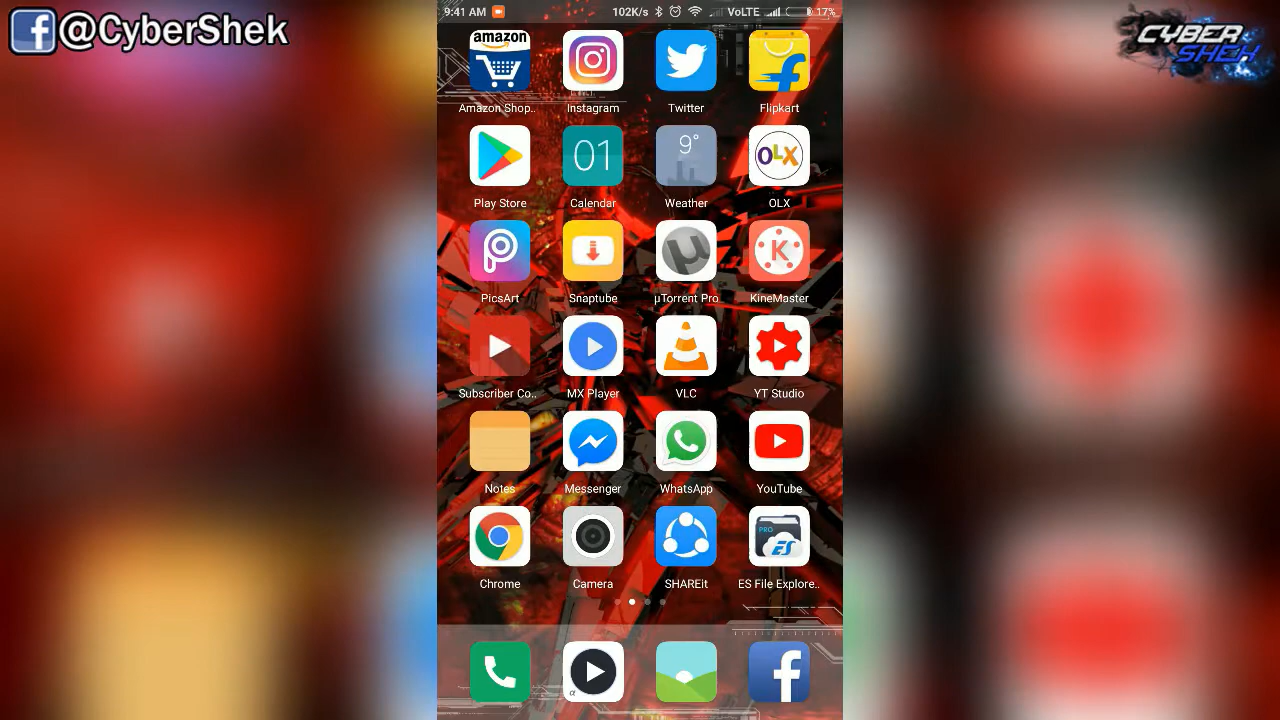 @CyberShek
CYBER
SHEK
9:41 AM 102K/s VoLTE 17%
amazon
Amazon Shop.. Instagram Twitter Flipkart
01 9° OLX
Play Store Calendar Weather OLX
PicsArt Snaptube µTorrent Pro KineMaster
Subscriber Co.. MX Player VLC YT Studio
Notes Messenger WhatsApp YouTube
PRO
ES
Chrome Camera SHAREit ES File Explore..